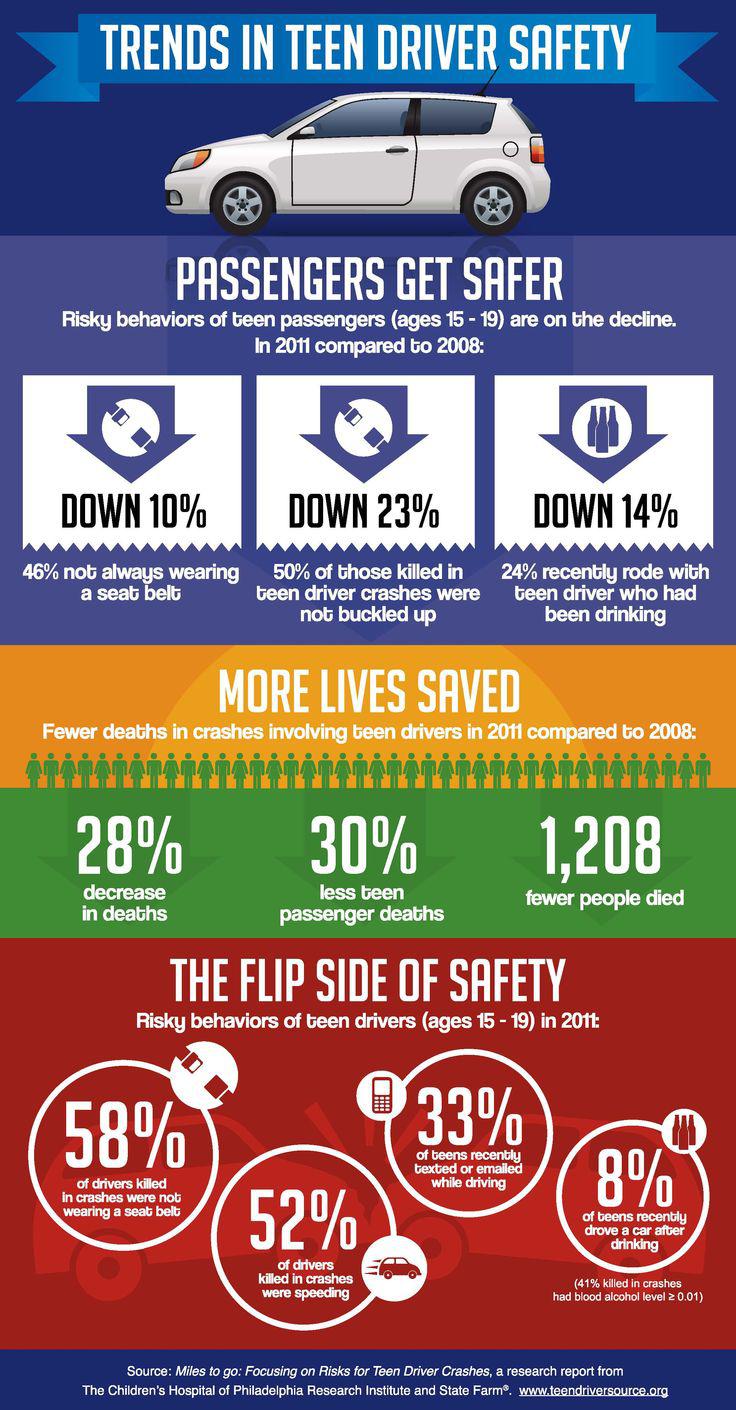 TRENDS IN TEEN DRIVER SAFETY
PASSENGERS GET SAFER
Risky behaviors of teen passengers (ages 15 - 19) are on the decline.
In 2011 compared to 2008:
DOWN 10%
46% not always wearing
a seat belt
DOWN 23%
50% of those killed in
teen driver crashes were
not buckled up
DOWN 14%
24% recently rode with
teen driver who had
been drinking
MORE LIVES SAVED
Fewer deaths in crashes involving teen drivers in 2011 compared to 2008:
28%
decrease
in deaths
30%
less teen
passenger deaths
1,208
fewer people died
THE FLIP SIDE OF SAFETY
Risky behaviors of teen drivers (ages 15 - 19) in 2011:
58%
of drivers killed
in crashes were not
wearing a seat belt
52%
of drivers
killed in crashes
were speeding
33%
of teens recently
texted or emailed
while driving
8%
of teens recently
drove a car after
drinking
(41% killed in crashes
had blood alcohol level ≥ 0.01)
Source: Miles to go: Focusing on Risks for Teen Driver Crashes, a research report from
The Children's Hospital of Philadelphia Research Institute and State Farm®. www.teendriversource.org